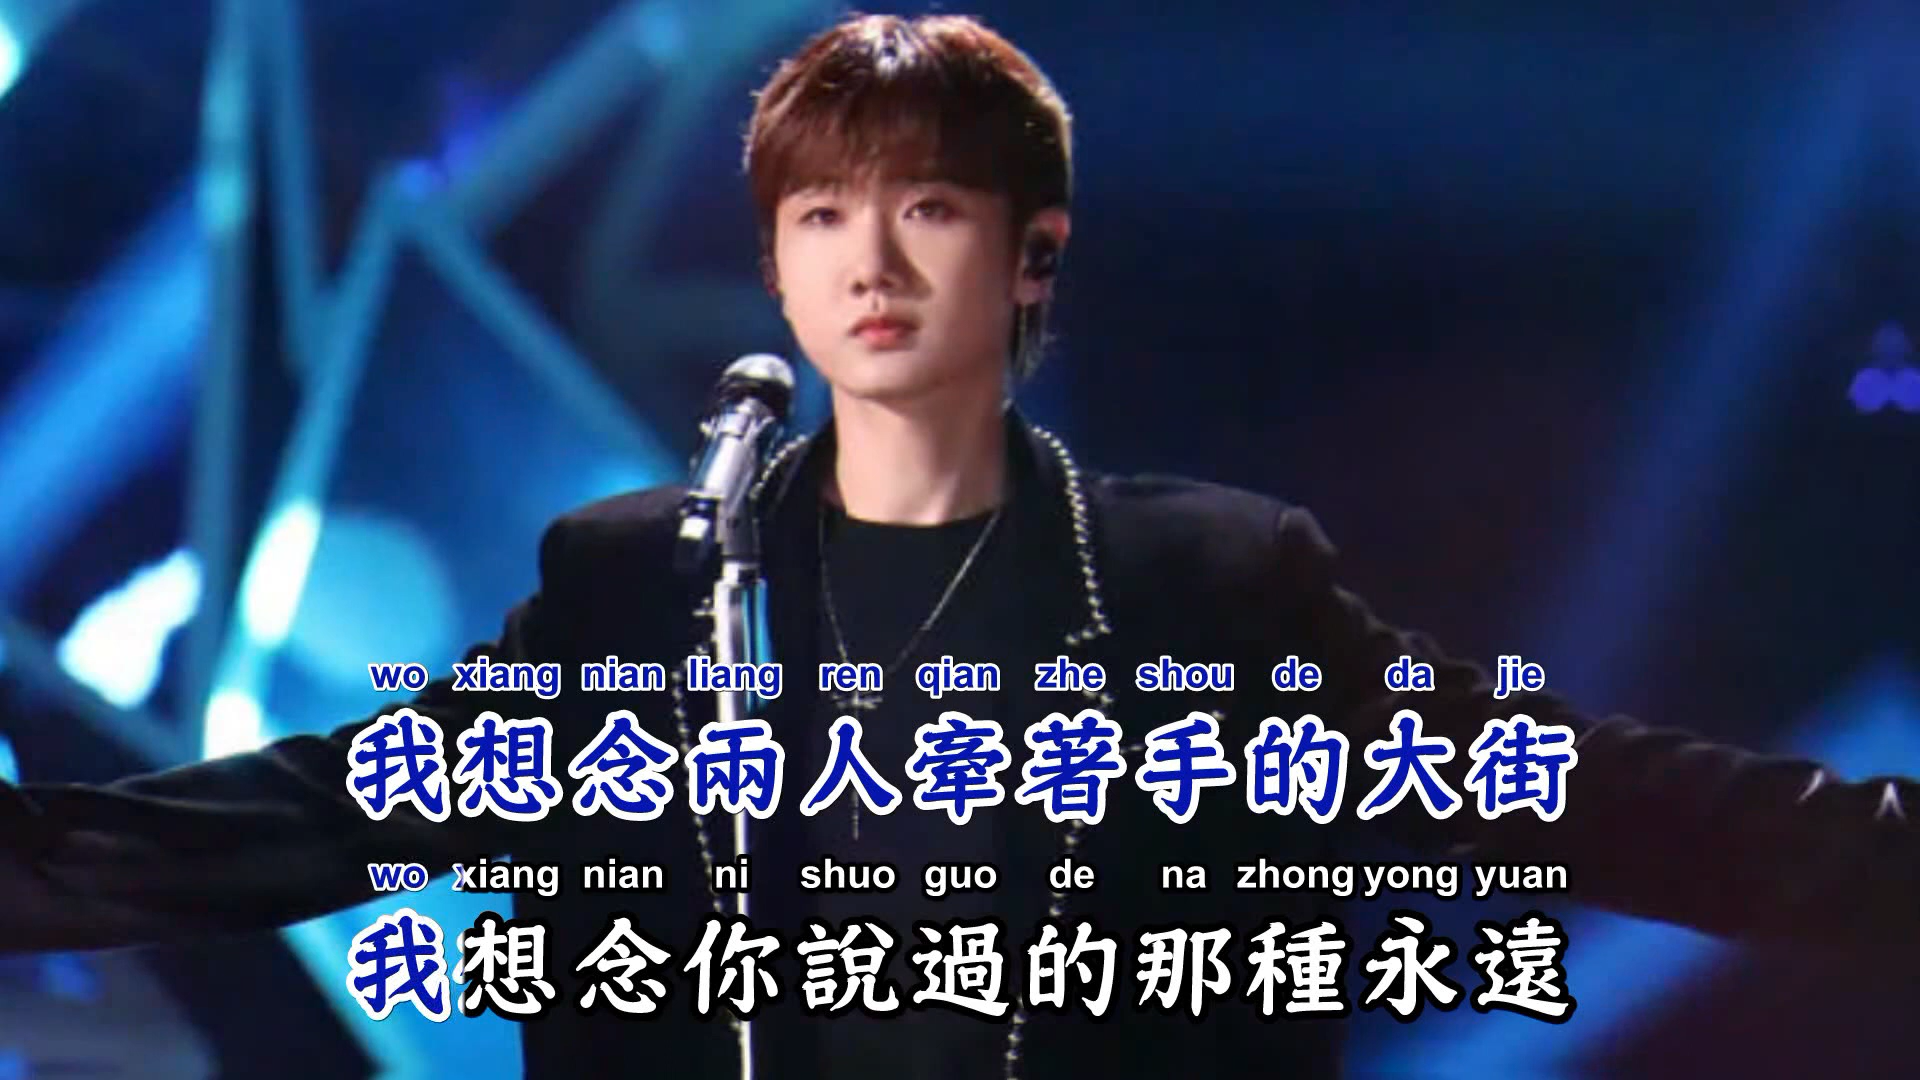 wo xiang nian liang ren qian zhe shou de da jie
我想念兩人牽著手的大街
wo xiang nian ni shuo guo de na zhong yong yuan
我想念你說過的那種永遠